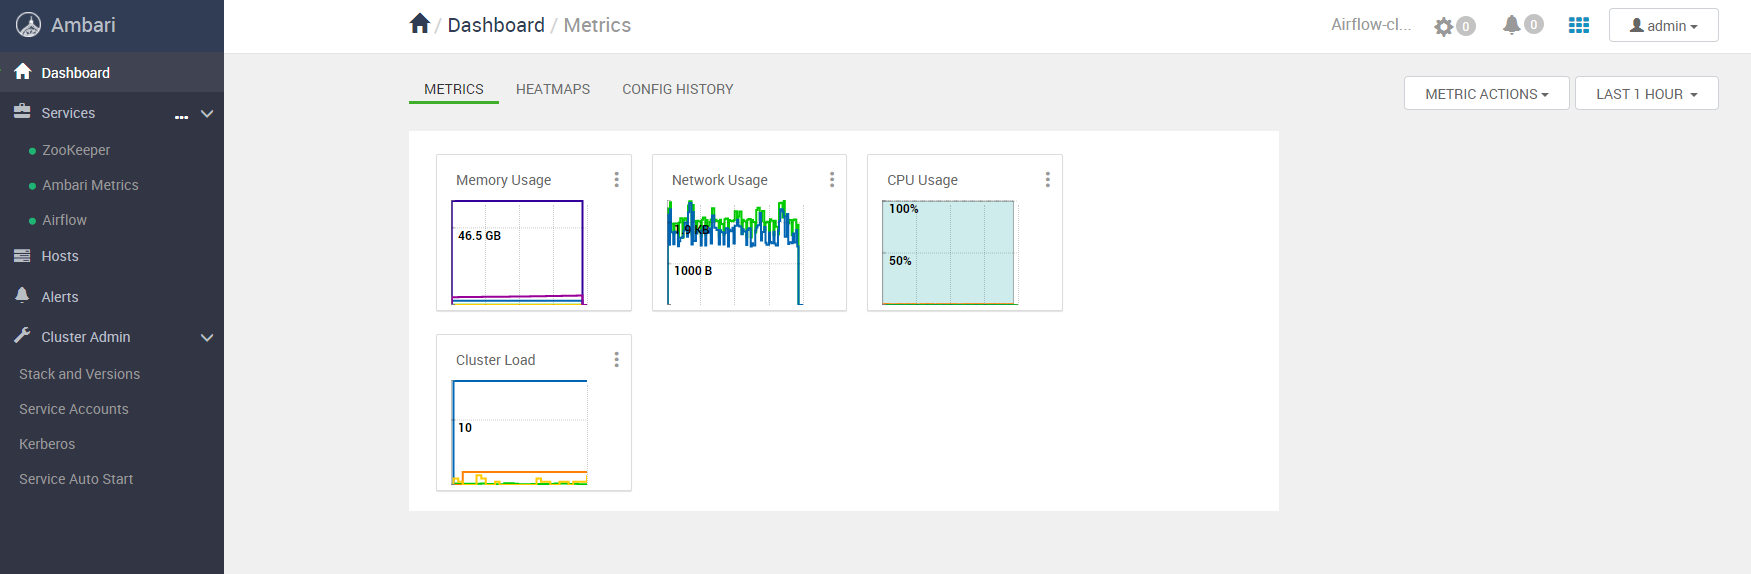 Ambari
Dashboard
Services ...
ZooKeeper
Ambari Metrics
Airflow
Hosts
Alerts
Cluster Admin
Stack and Versions
Service Accounts
Kerberos
Service Auto Start
/ Dashboard / Metrics
Airflow-cl... 0 0 admin
METRICS HEATMAPS CONFIG HISTORY
METRIC ACTIONS LAST 1 HOUR
Memory Usage
46.5 GB
Network Usage
1.9 KB
1000 B
CPU Usage
100%
50%
Cluster Load
10